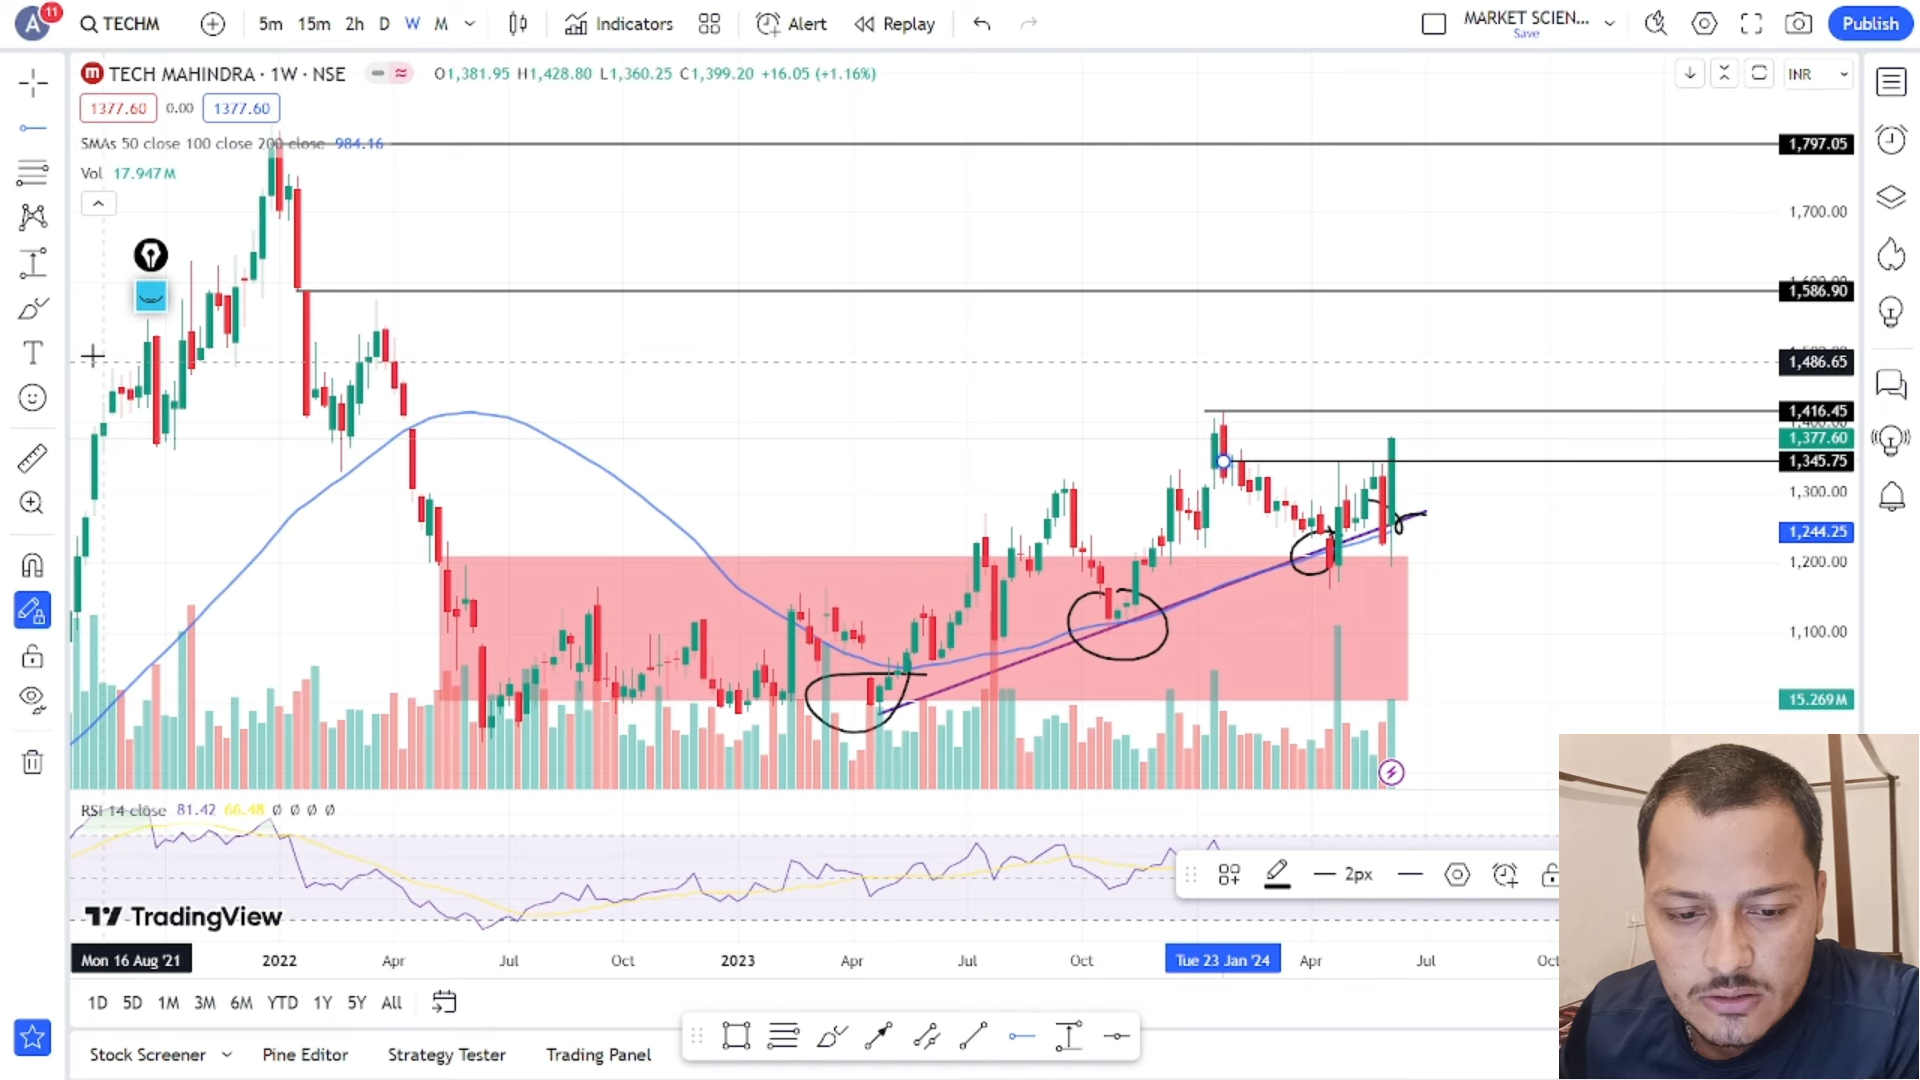 A 11 TECHM 5m 15m 2h D W M Indicators Alert Replay MARKET SCIEN... Save Publish
m TECH MAHINDRA · 1W · NSE O1,381.95 H1,428.80 L1,360.25 C1,399.20 +16.05 (+1.16%) INR
1377.60 0.00 1377.60
SMAs 50 close 100 close 200 close 984.16
Vol 17.947M
1,797.05
1,700.00
1,586.90
1,486.65
1,416.45
1,377.60
1,345.75
1,300.00
1,244.25
1,200.00
1,100.00
15.269M
RSI 14 close 81.42 66.48 Ø Ø Ø Ø
2px
TradingView
Mon 16 Aug '21 2022 Apr Jul Oct 2023 Apr Jul Oct Tue 23 Jan '24 Apr Jul Oct
1D 5D 1M 3M 6M YTD 1Y 5Y All
Stock Screener Pine Editor Strategy Tester Trading Panel